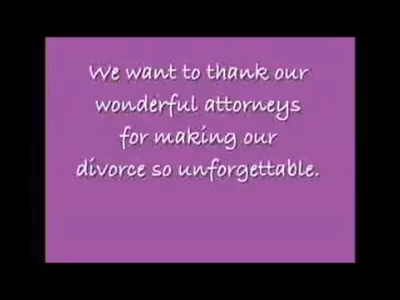 We want to thank our
wonderful attorneys
for making our
divorce so unforgettable.